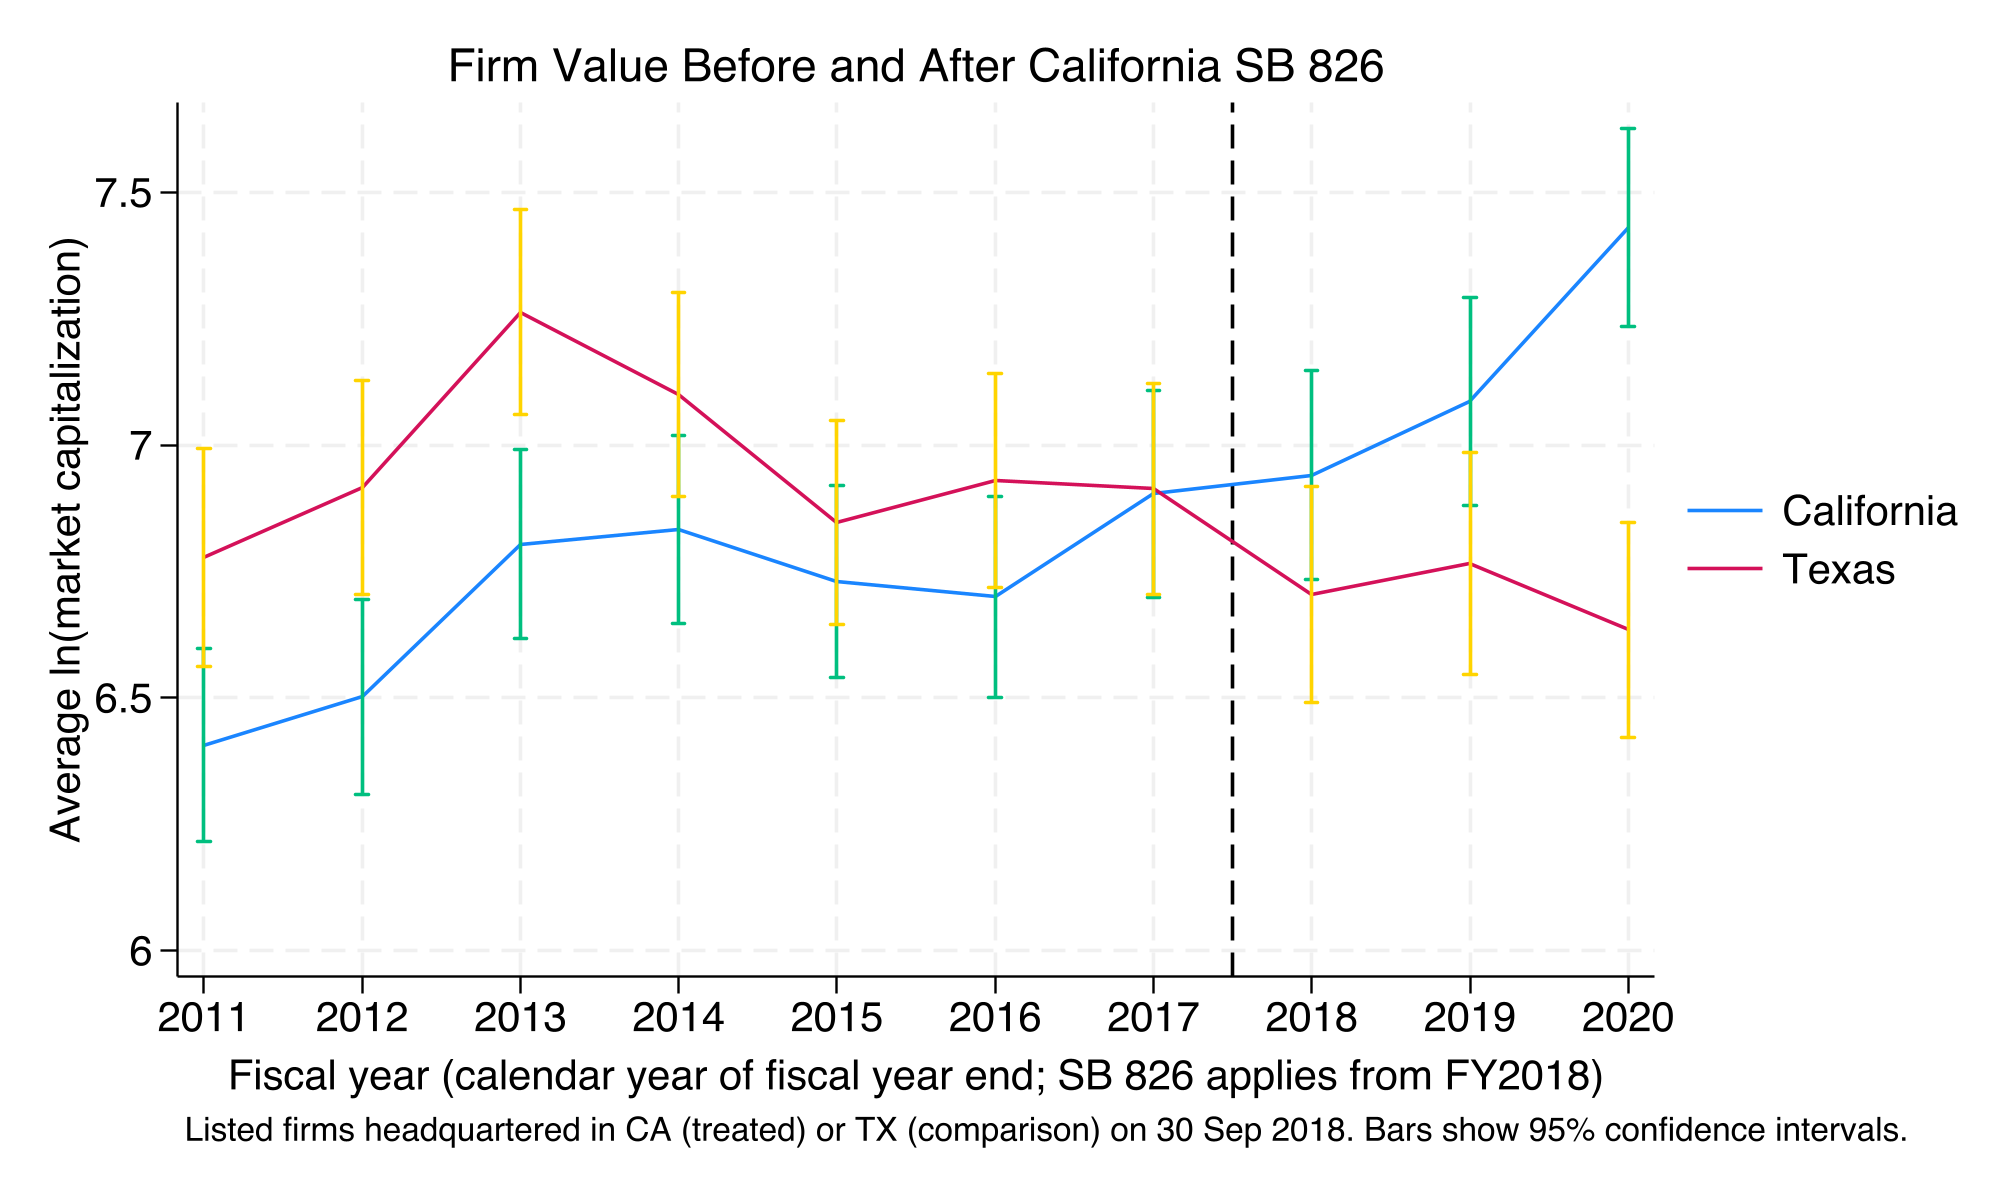 Firm Value Before and After California SB 826
Average ln(market capitalization)
7.5
7
6.5
6
2011 2012 2013 2014 2015 2016 2017 2018 2019 2020
Fiscal year (calendar year of fiscal year end; SB 826 applies from FY2018)
Listed firms headquartered in CA (treated) or TX (comparison) on 30 Sep 2018. Bars show 95% confidence intervals.
California
Texas